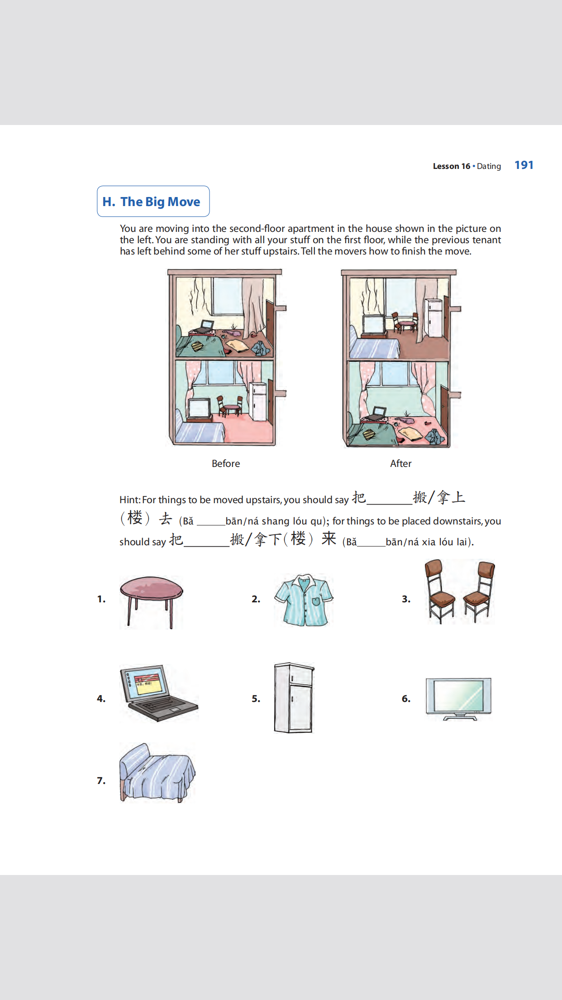 Lesson 16 • Dating 191
H. The Big Move
You are moving into the second-floor apartment in the house shown in the picture on
the left. You are standing with all your stuff on the first floor, while the previous tenant
has left behind some of her stuff upstairs. Tell the movers how to finish the move.
Before After
Hint: For things to be moved upstairs, you should say 把________搬/拿上
(楼) 去 (Bǎ ______bān/ná shang lóu qu); for things to be placed downstairs, you
should say 把________搬/拿下(楼) 来 (Bǎ______bān/ná xia lóu lai).
1. 2. 3.
4. 5. 6.
7.